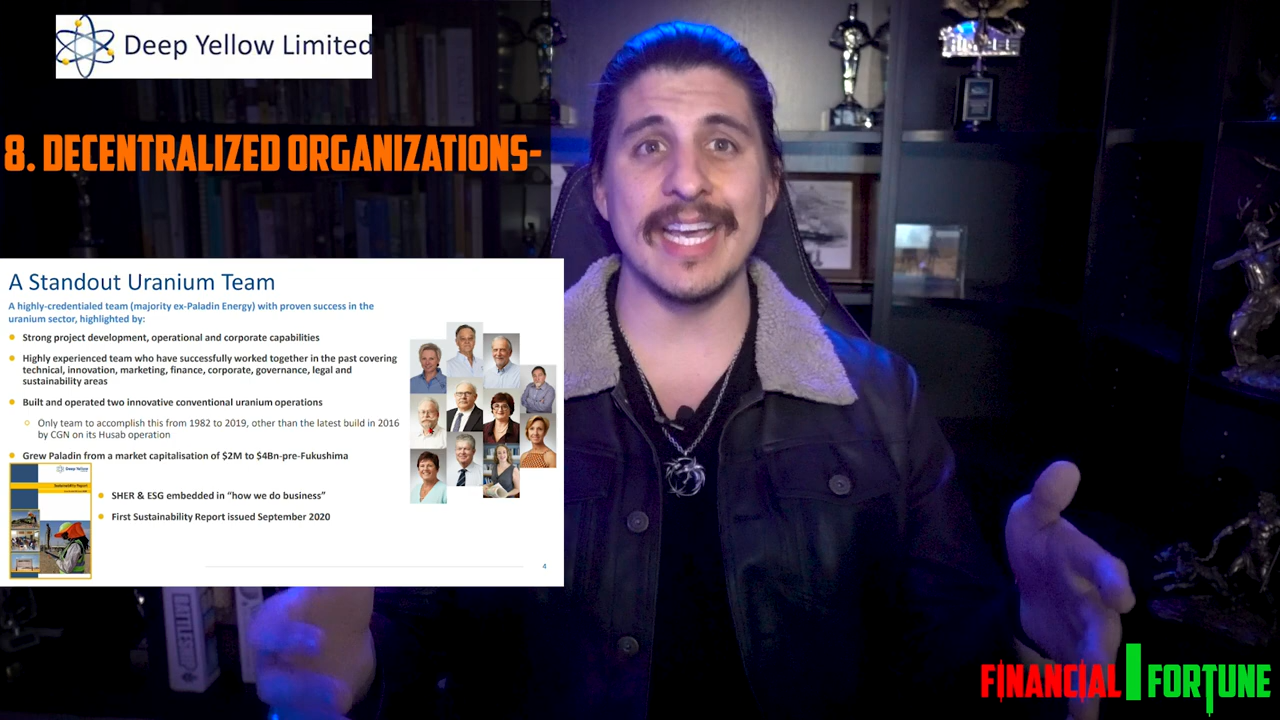 Deep Yellow Limited
8. DECENTRALIZED ORGANIZATIONS-
A Standout Uranium Team
A highly-credentialed team (majority ex-Paladin Energy) with proven success in the
uranium sector, highlighted by:
Strong project development, operational and corporate capabilities
Highly experienced team who have successfully worked together in the past covering
technical, innovation, marketing, finance, corporate, governance, legal and
sustainability areas
Built and operated two innovative conventional uranium operations
Only team to accomplish this from 1982 to 2019, other than the latest build in 2016
by CGN on its Husab operation
Grew Paladin from a market capitalisation of $2M to $4Bn-pre-Fukushima
Deep Yellow
Sustainability Report
SHER & ESG embedded in “how we do business”
First Sustainability Report issued September 2020
4
FINANCIAL FORTUNE